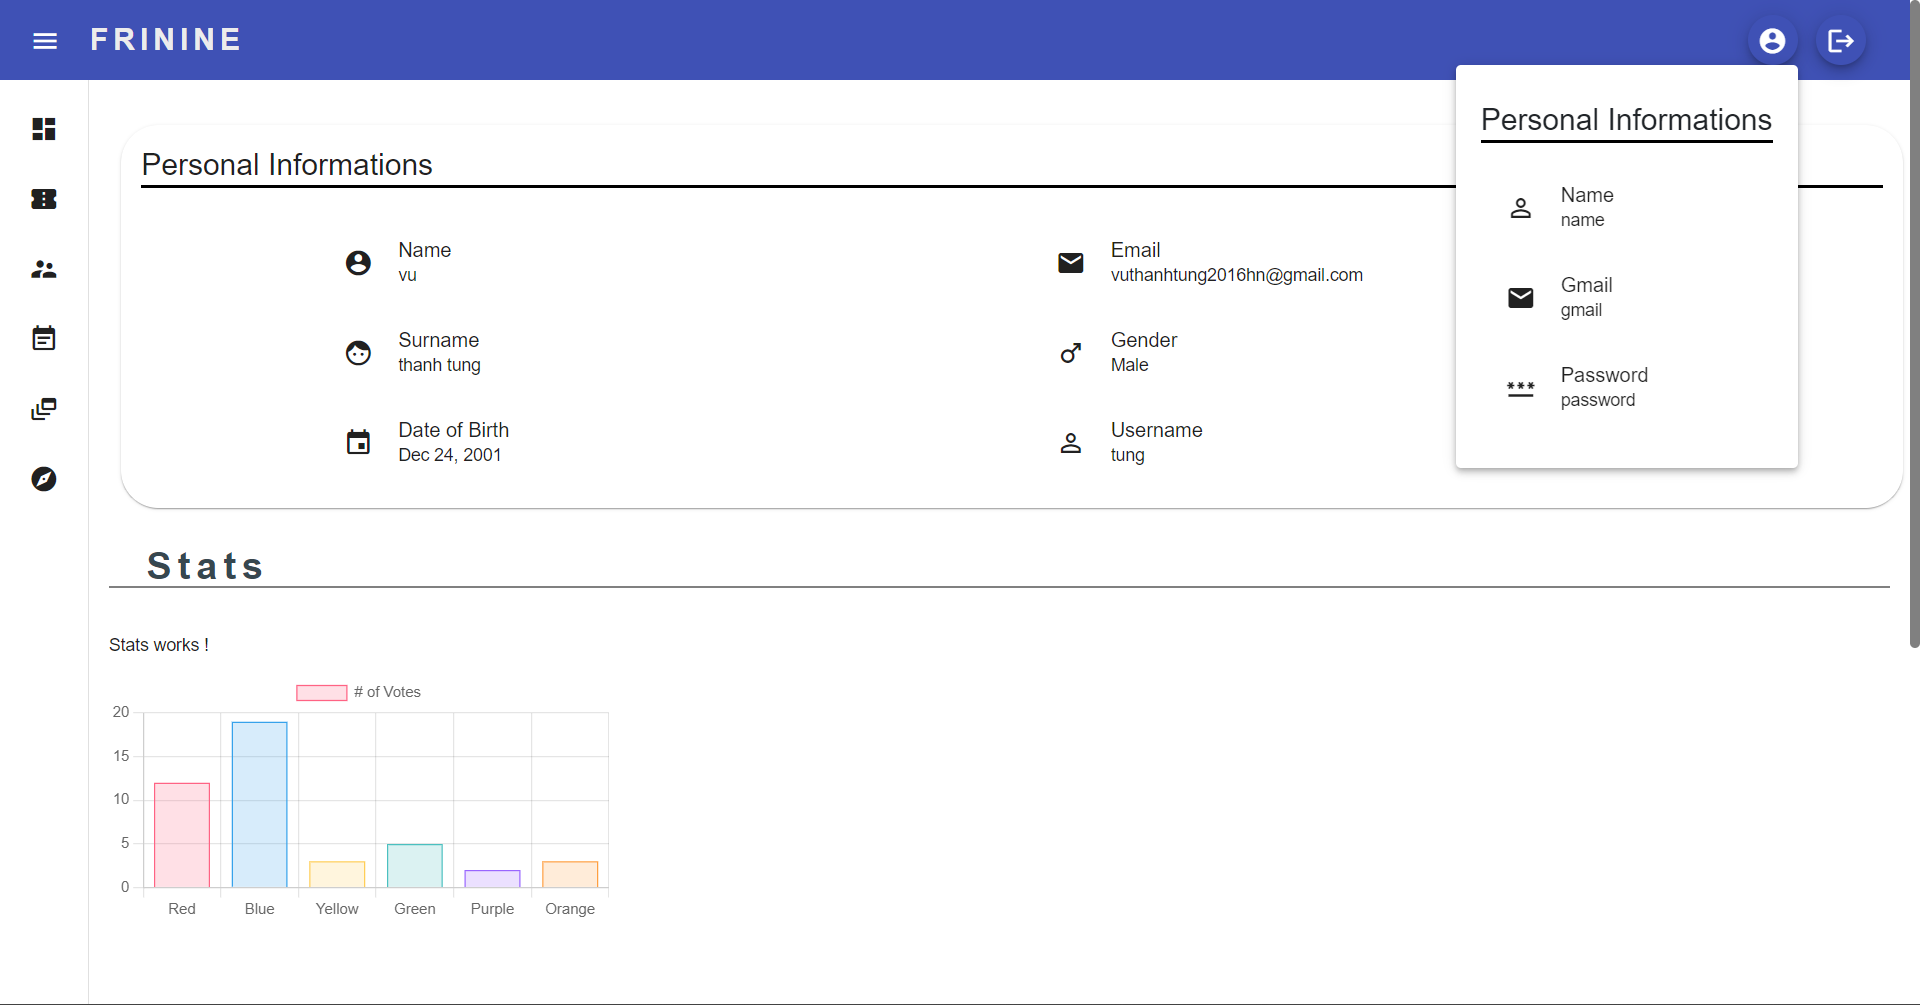 FRININE
Personal Informations
Name
vu
Email
vuthanhtung2016hn@gmail.com
Surname
thanh tung
Gender
Male
Date of Birth
Dec 24, 2001
Username
tung
Personal Informations
Name
name
Gmail
gmail
Password
password
Stats
Stats works !
# of Votes
20
15
10
5
0
Red Blue Yellow Green Purple Orange